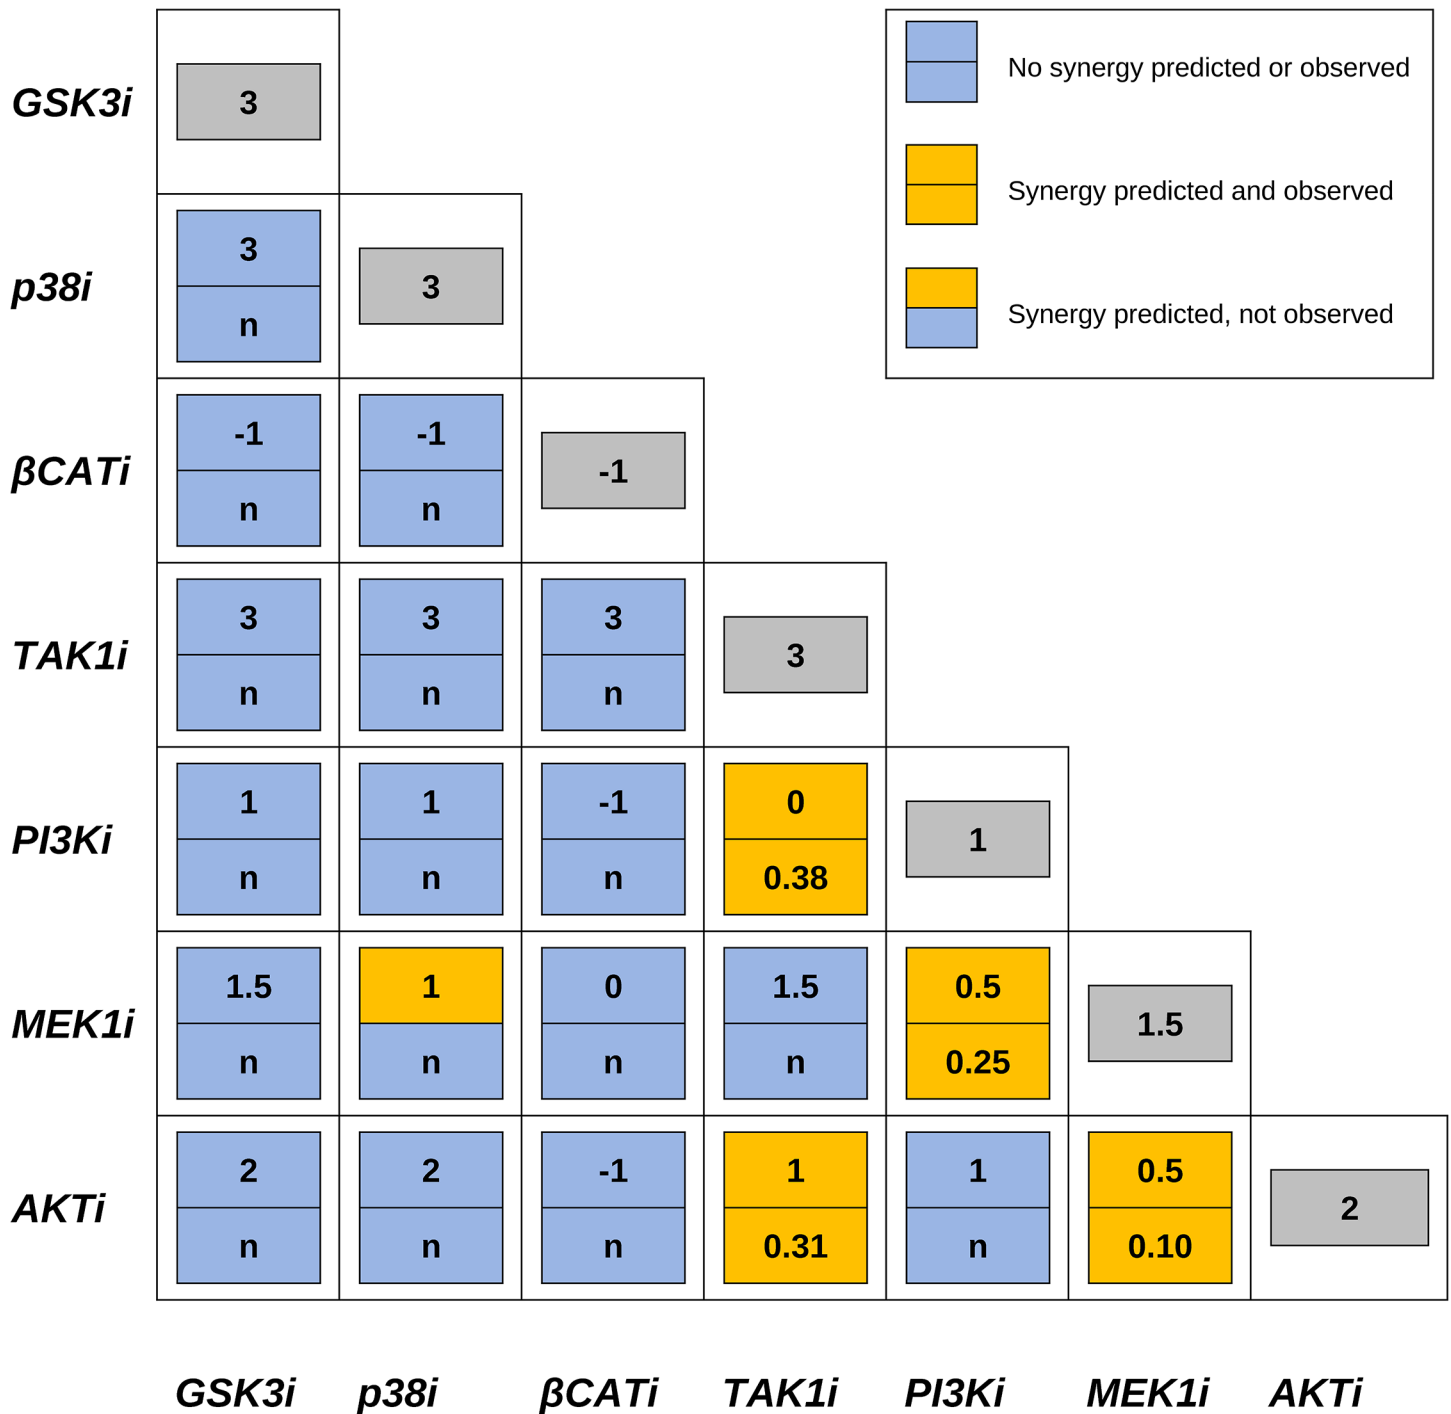 GSK3i 3
No synergy predicted or observed
Synergy predicted and observed
Synergy predicted, not observed
p38i 3 3
n
βCATi -1 -1 -1
n n
TAK1i 3 3 3 3
n n n
PI3Ki 1 1 -1 0 1
n n n 0.38
MEK1i 1.5 1 0 1.5 0.5 1.5
n n n n 0.25
AKTi 2 2 -1 1 1 0.5 2
n n n 0.31 n 0.10
GSK3i p38i βCATi TAK1i PI3Ki MEK1i AKTi